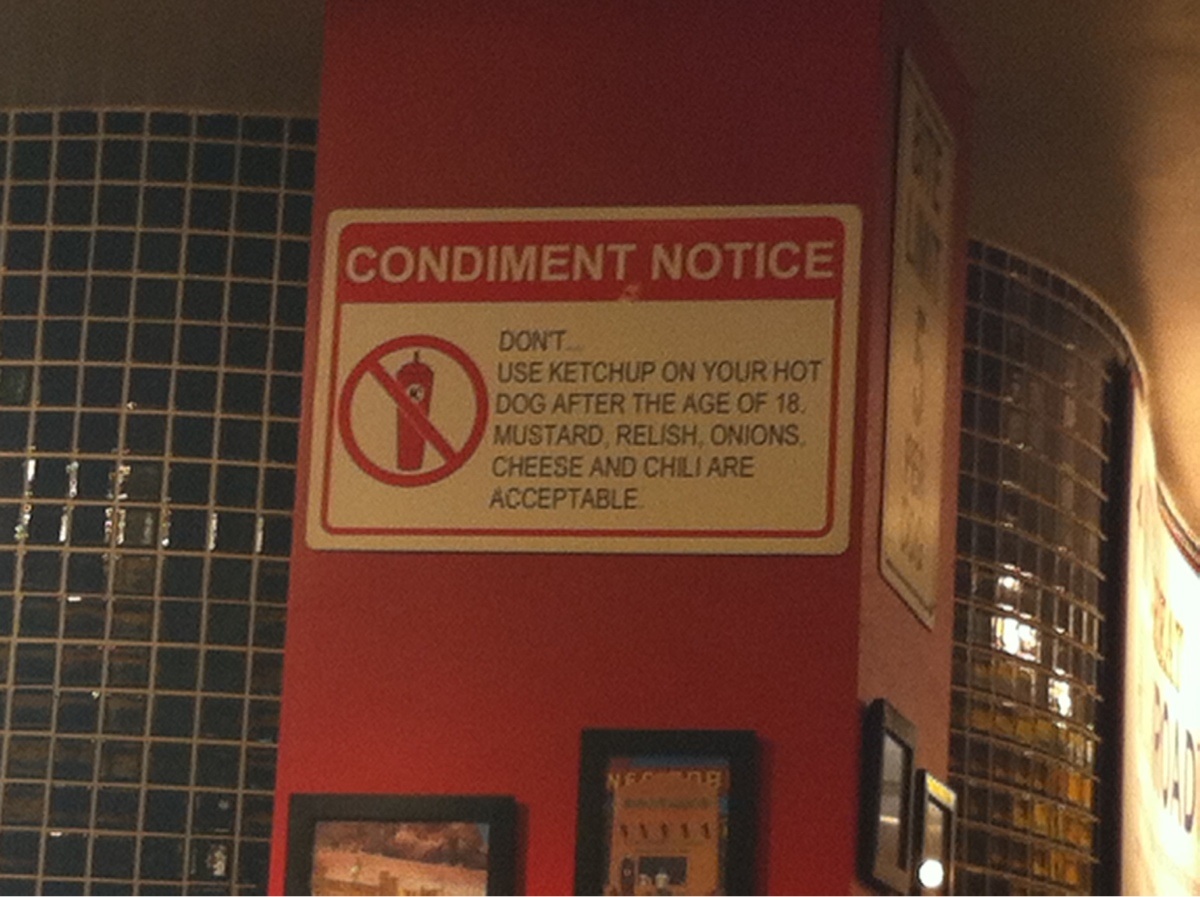 CONDIMENT NOTICE
DON'T...
USE KETCHUP ON YOUR HOT
DOG AFTER THE AGE OF 18.
MUSTARD, RELISH, ONIONS,
CHEESE AND CHILI ARE
ACCEPTABLE.